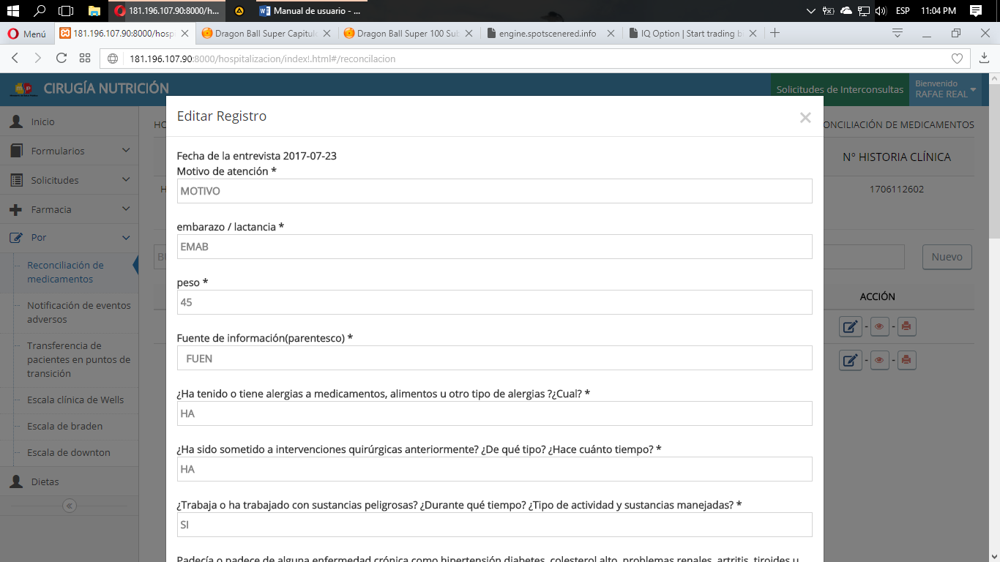 181.196.107.90:8000/h...
Manual de usuario - ...
ESP
11:04 PM
Menú
181.196.107.90:8000/hospi
Dragon Ball Super Capitulo
Dragon Ball Super 100 Sub
engine.spotscenered.info
IQ Option | Start trading b
181.196.107.90:8000/hospitalizacion/index!.html#/reconcilacion
CIRUGÍA NUTRICIÓN
Solicitudes de Interconsultas
Bienvenido
RAFAE REAL
Inicio
Formularios
Solicitudes
Farmacia
Por
Reconciliación de
medicamentos
Notificación de eventos
adversos
Transferencia de
pacientes en puntos de
transición
Escala clínica de Wells
Escala de braden
Escala de downton
Dietas
HO
ONCILIACIÓN DE MEDICAMENTOS
N° HISTORIA CLÍNICA
H
1706112602
BU
Nuevo
ACCIÓN
- -
- -
Editar Registro
Fecha de la entrevista 2017-07-23
Motivo de atención *
MOTIVO
embarazo / lactancia *
EMAB
peso *
45
Fuente de información(parentesco) *
FUEN
¿Ha tenido o tiene alergias a medicamentos, alimentos u otro tipo de alergias ?¿Cual? *
HA
¿Ha sido sometido a intervenciones quirúrgicas anteriormente? ¿De qué tipo? ¿Hace cuánto tiempo? *
HA
¿Trabaja o ha trabajado con sustancias peligrosas? ¿Durante qué tiempo? ¿Tipo de actividad y sustancias manejadas? *
SI
Padecía o padece de alguna enfermedad crónica como hipertensión diabetes, colesterol alto, problemas renales, artritis, tiroides u